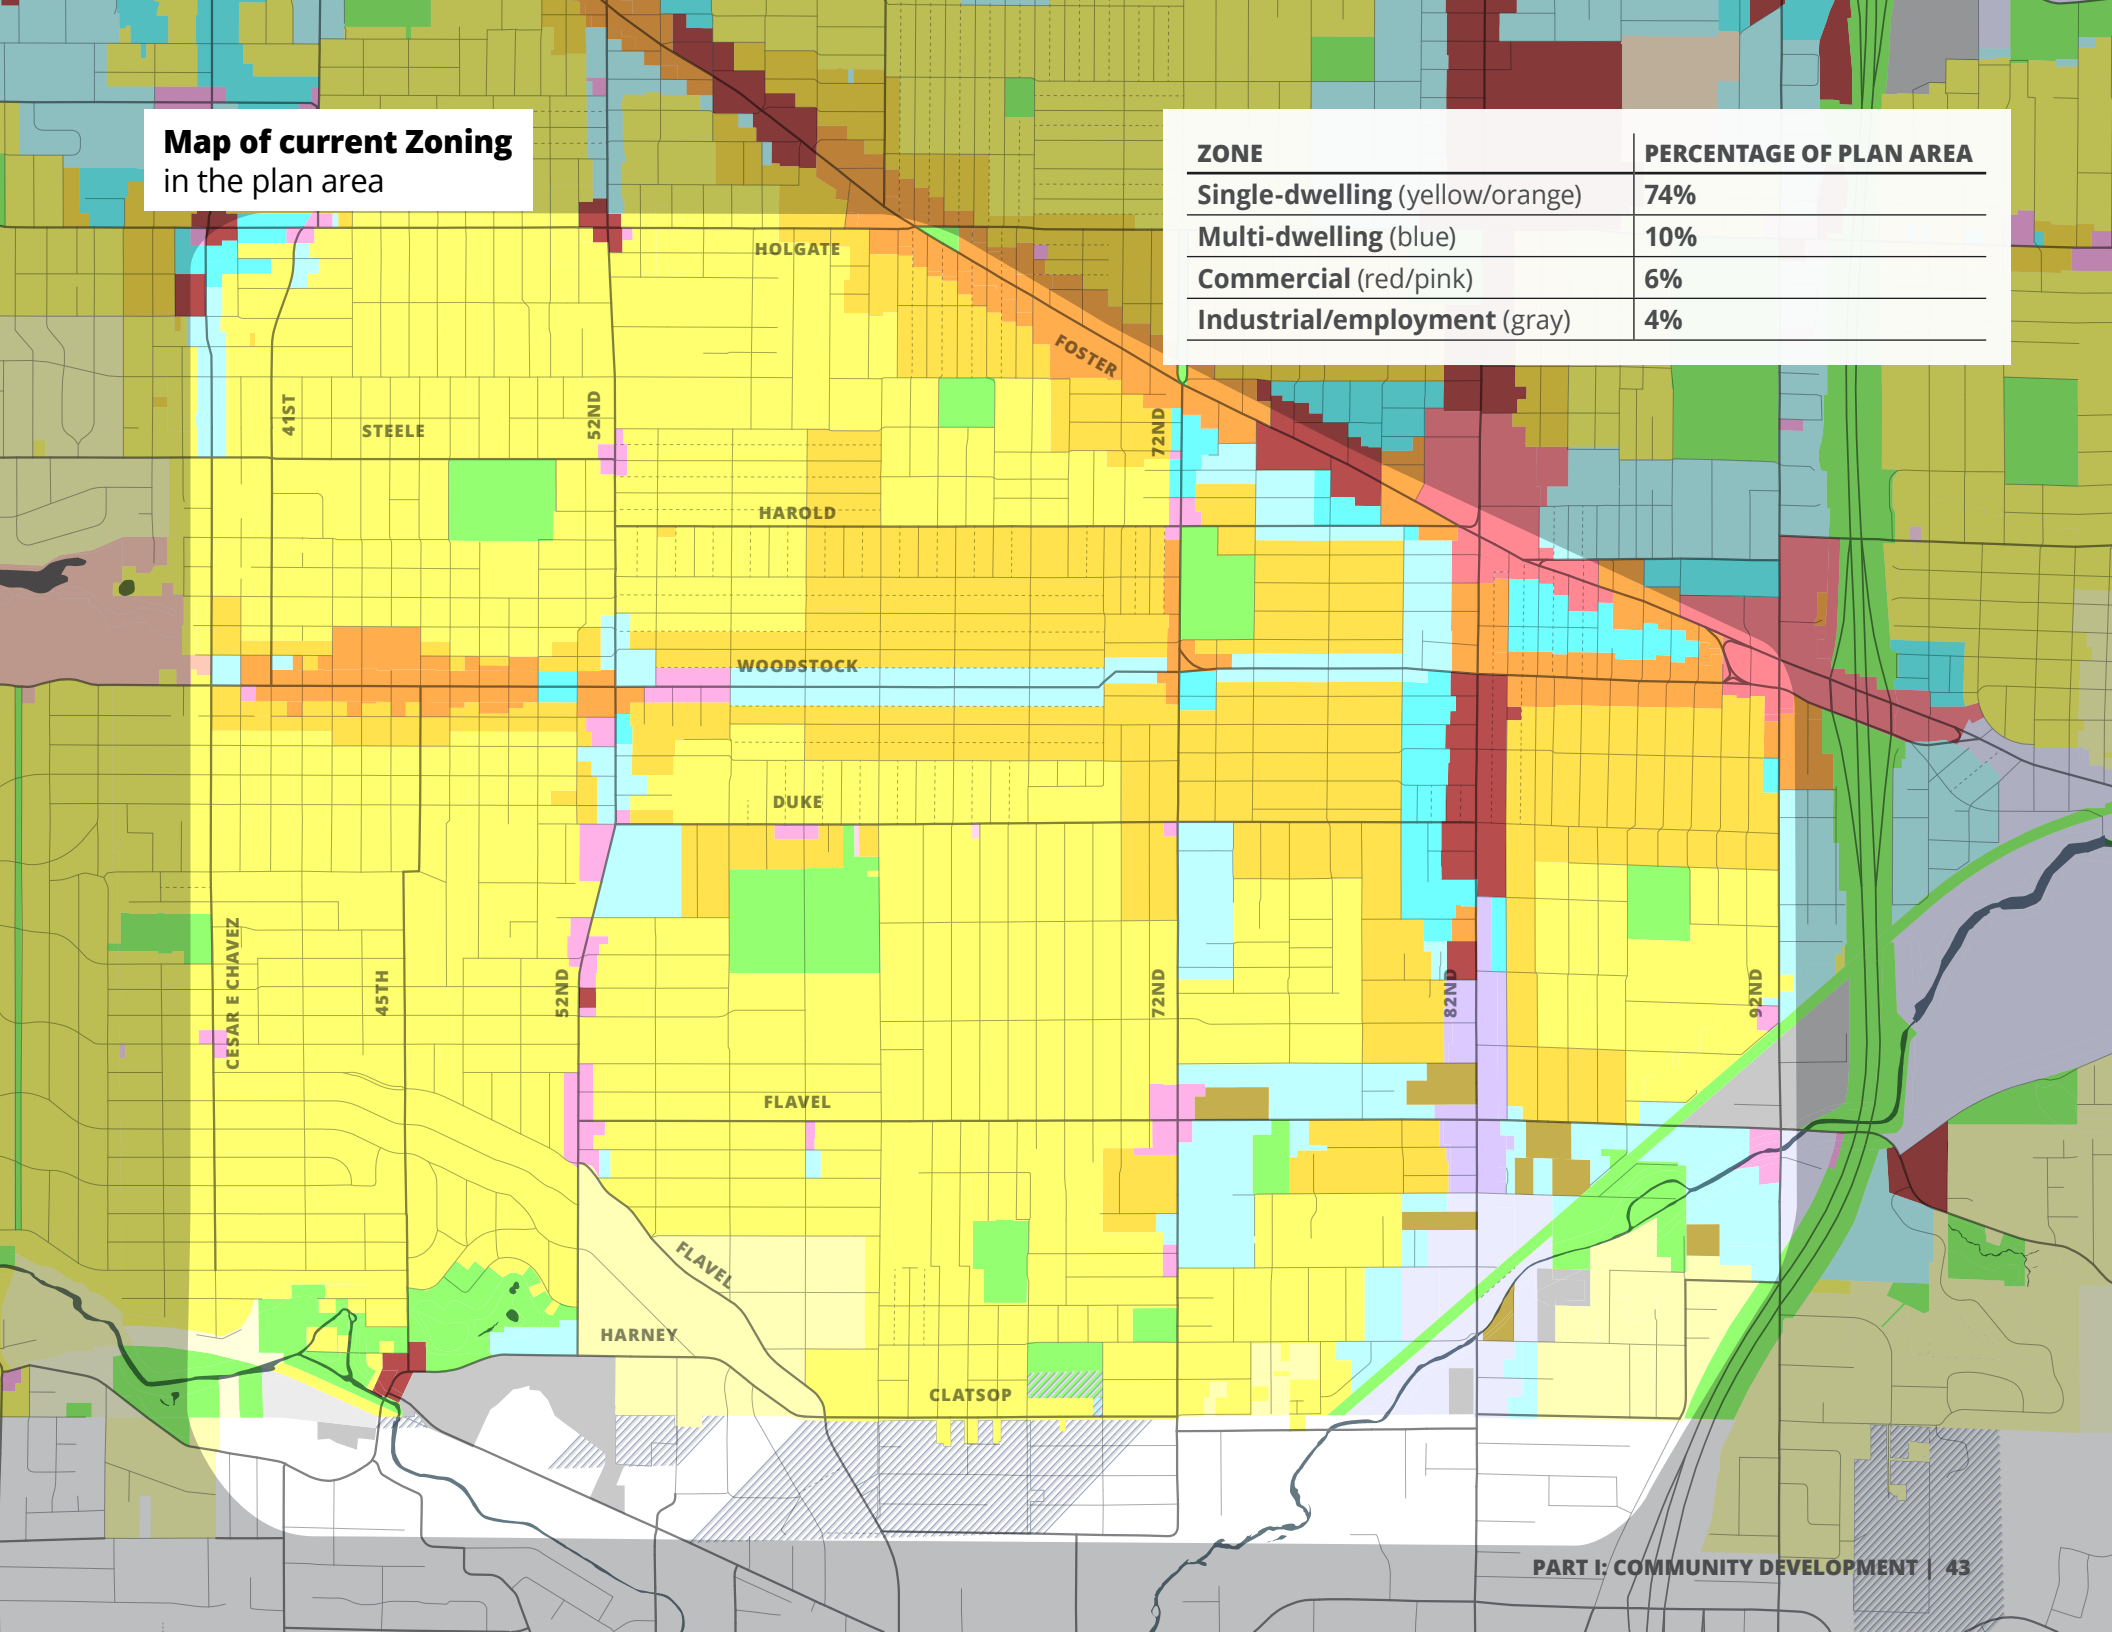 Map of current Zoning
in the plan area
ZONE PERCENTAGE OF PLAN AREA
Single-dwelling (yellow/orange) 74%
Multi-dwelling (blue) 10%
Commercial (red/pink) 6%
Industrial/employment (gray) 4%
HOLGATE
FOSTER
41ST
STEELE
52ND
72ND
HAROLD
WOODSTOCK
DUKE
CESAR E CHAVEZ
45TH
52ND
72ND
82ND
92ND
FLAVEL
FLAVEL
HARNEY
CLATSOP
PART I: COMMUNITY DEVELOPMENT | 43